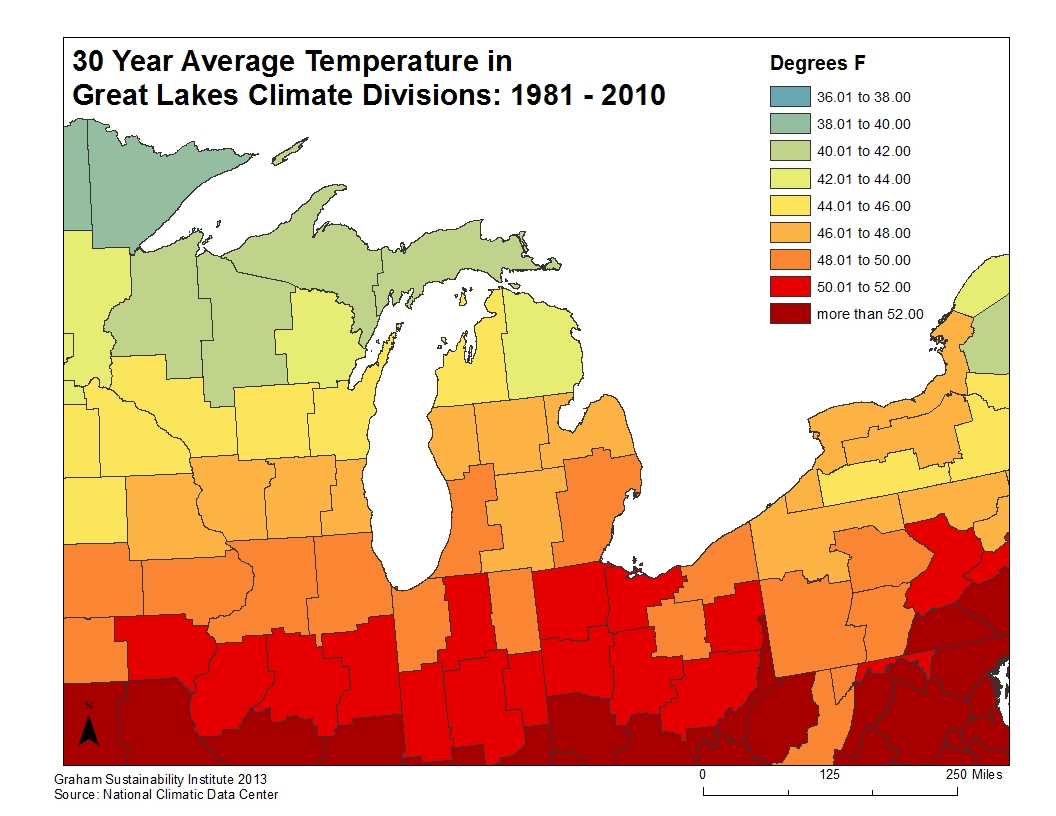 30 Year Average Temperature in
Great Lakes Climate Divisions: 1981 - 2010
Degrees F
36.01 to 38.00
38.01 to 40.00
40.01 to 42.00
42.01 to 44.00
44.01 to 46.00
46.01 to 48.00
48.01 to 50.00
50.01 to 52.00
more than 52.00
N
Graham Sustainability Institute 2013
Source: National Climatic Data Center
0 125 250 Miles